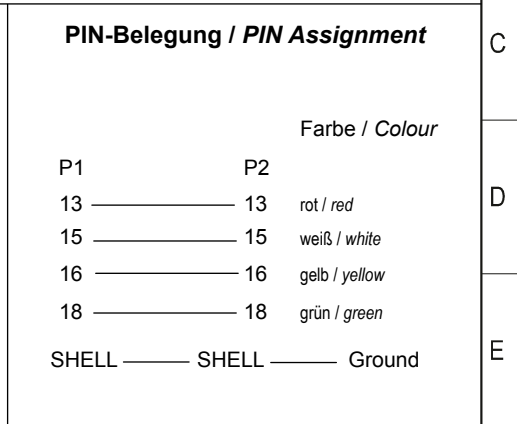 PIN-Belegung / PIN Assignment
C
Farbe / Colour
P1 P2
13 13 rot / red
D
15 15 weiß / white
16 16 gelb / yellow
18 18 grün / green
SHELL SHELL Ground
E